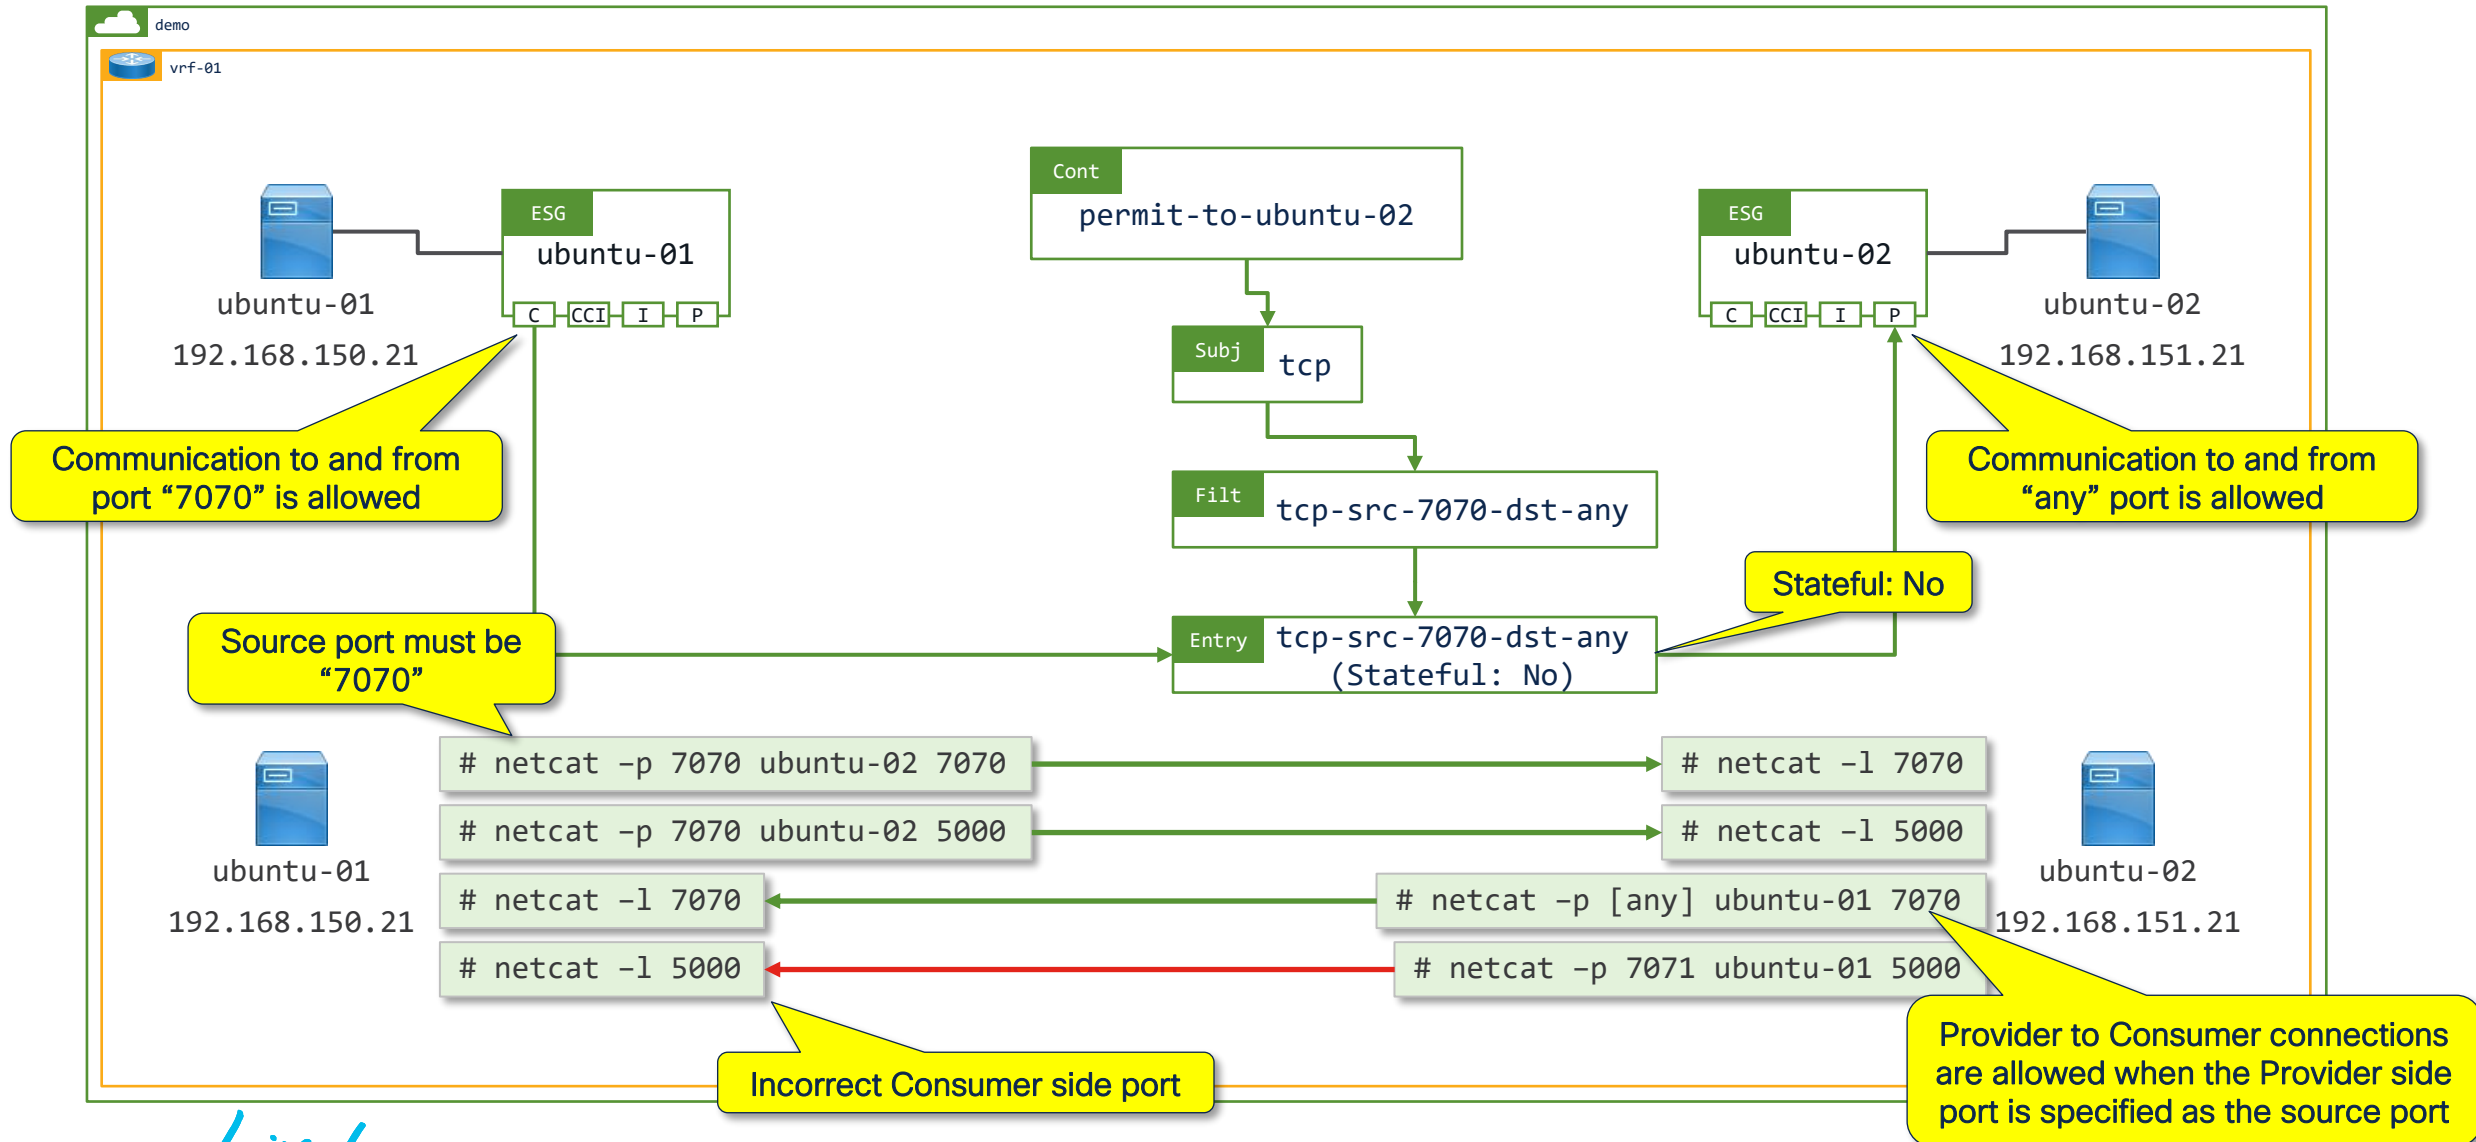 demo
vrf-01
Cont
permit-to-ubuntu-02
ESG
ubuntu-01
C CCI I P
ESG
ubuntu-02
C CCI I P
ubuntu-01
192.168.150.21
ubuntu-02
192.168.151.21
Subj
tcp
Communication to and from
port “7070” is allowed
Communication to and from
“any” port is allowed
Filt
tcp-src-7070-dst-any
Stateful: No
Source port must be
“7070”
Entry
tcp-src-7070-dst-any
(Stateful: No)
# netcat –p 7070 ubuntu-02 7070
# netcat –l 7070
# netcat –p 7070 ubuntu-02 5000
# netcat –l 5000
ubuntu-01
192.168.150.21
ubuntu-02
192.168.151.21
# netcat –l 7070
# netcat –p [any] ubuntu-01 7070
# netcat –l 5000
# netcat –p 7071 ubuntu-01 5000
Incorrect Consumer side port
Provider to Consumer connections
are allowed when the Provider side
port is specified as the source port